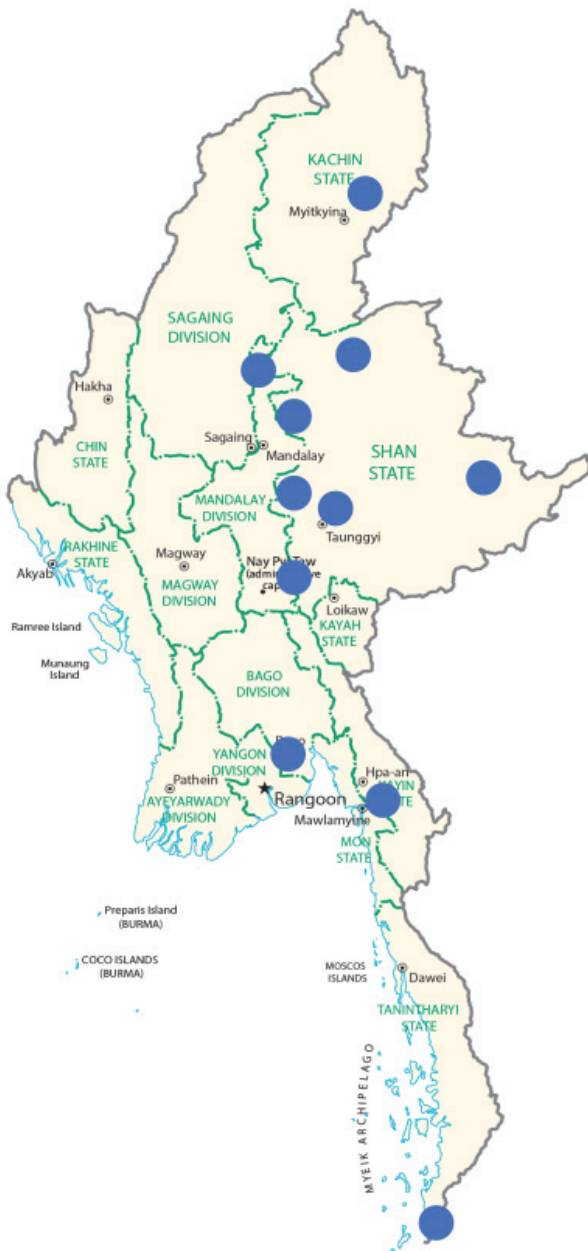 KACHIN
STATE
Myitkyina
SAGAING
DIVISION
Hakha
CHIN
STATE
Sagaing
Mandalay
SHAN
STATE
MANDALAY
DIVISION
Taunggyi
RAKHINE
STATE
Akyab
Magway
MAGWAY
DIVISION
Nay
Loikaw
KAYAH
STATE
Ramree Island
Munaung
Island
BAGO
DIVISION
YANGON
DIVISION
Pathein
AYEYARWADY
DIVISION
Rangoon
Hpa-an
Mawlamyine
MON
STATE
Preparis Island
(BURMA)
COCO ISLANDS
(BURMA)
MOSCOS
ISLANDS
Dawei
TANINTHARYI
STATE
MYEIK ARCHIPELAGO